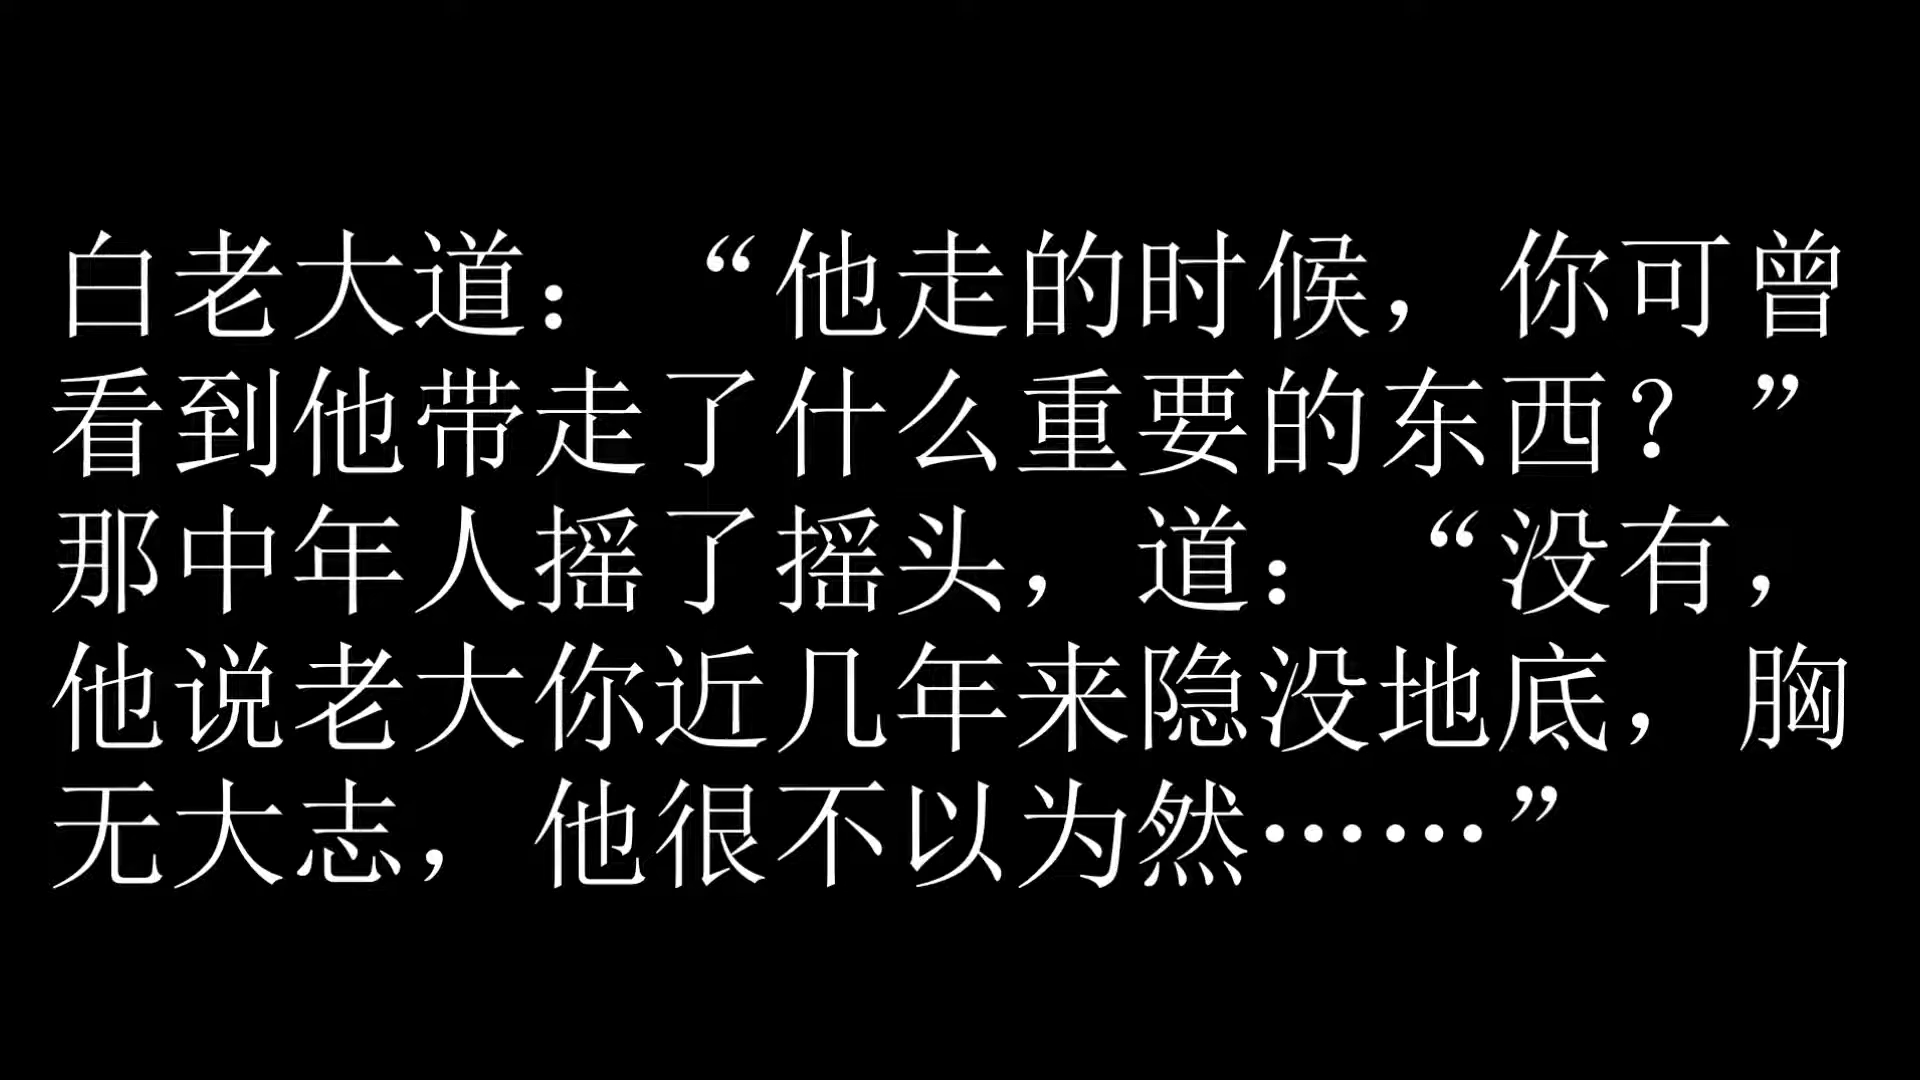 白老大道：“他走的时候，你可曾
看到他带走了什么重要的东西？”
那中年人摇了摇头，道：“没有，
他说老大你近几年来隐没地底，胸
无大志，他很不以为然……”